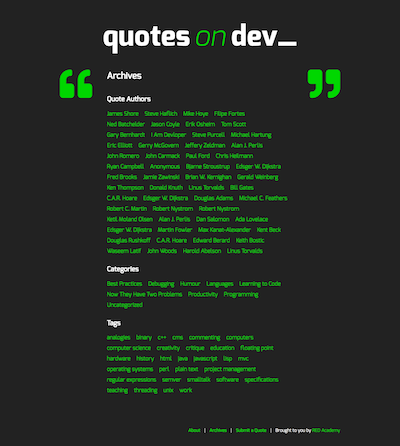 quotes on dev_
Archives
Quote Authors
James Shore Steve Haflich Mike Hoye Filipe Fortes
Ned Batchelder Jason Coyle Erik Osheim Tom Scott
Gary Bernhardt I Am Devloper Steve Purcell Michael Hartung
Eric Elliott Gerry McGovern Jeffery Zeldman Alan J. Perlis
John Romero John Carmack Paul Ford Chris Heilmann
Ryan Campbell Anonymous Bjarne Stroustrup Edsger W. Dijkstra
Fred Brooks Jamie Zawinski Brian W. Kernighan Gerald Weinberg
Ken Thompson Donald Knuth Linus Torvalds Bill Gates
C.A.R. Hoare Edsger W. Dijkstra Douglas Adams Michael C. Feathers
Robert C. Martin Robert Nystrom Robert Nystrom
Ketil Moland Olsen Alan J. Perlis Dan Salomon Ada Lovelace
Edsger W. Dijkstra Martin Fowler Max Kanat-Alexander Kent Beck
Douglas Rushkoff C.A.R. Hoare Edward Berard Keith Bostic
Waseem Latif John Woods Harold Abelson Linus Torvalds
Categories
Best Practices Debugging Humour Languages Learning to Code
Now They Have Two Problems Productivity Programming
Uncategorized
Tags
analogies binary c++ cms commenting computers
computer science creativity critique education floating point
hardware history html java javascript lisp mvc
operating systems perl plain text project management
regular expressions semver smalltalk software specifications
teaching threading unix work
About | Archives | Submit a Quote | Brought to you by RED Academy